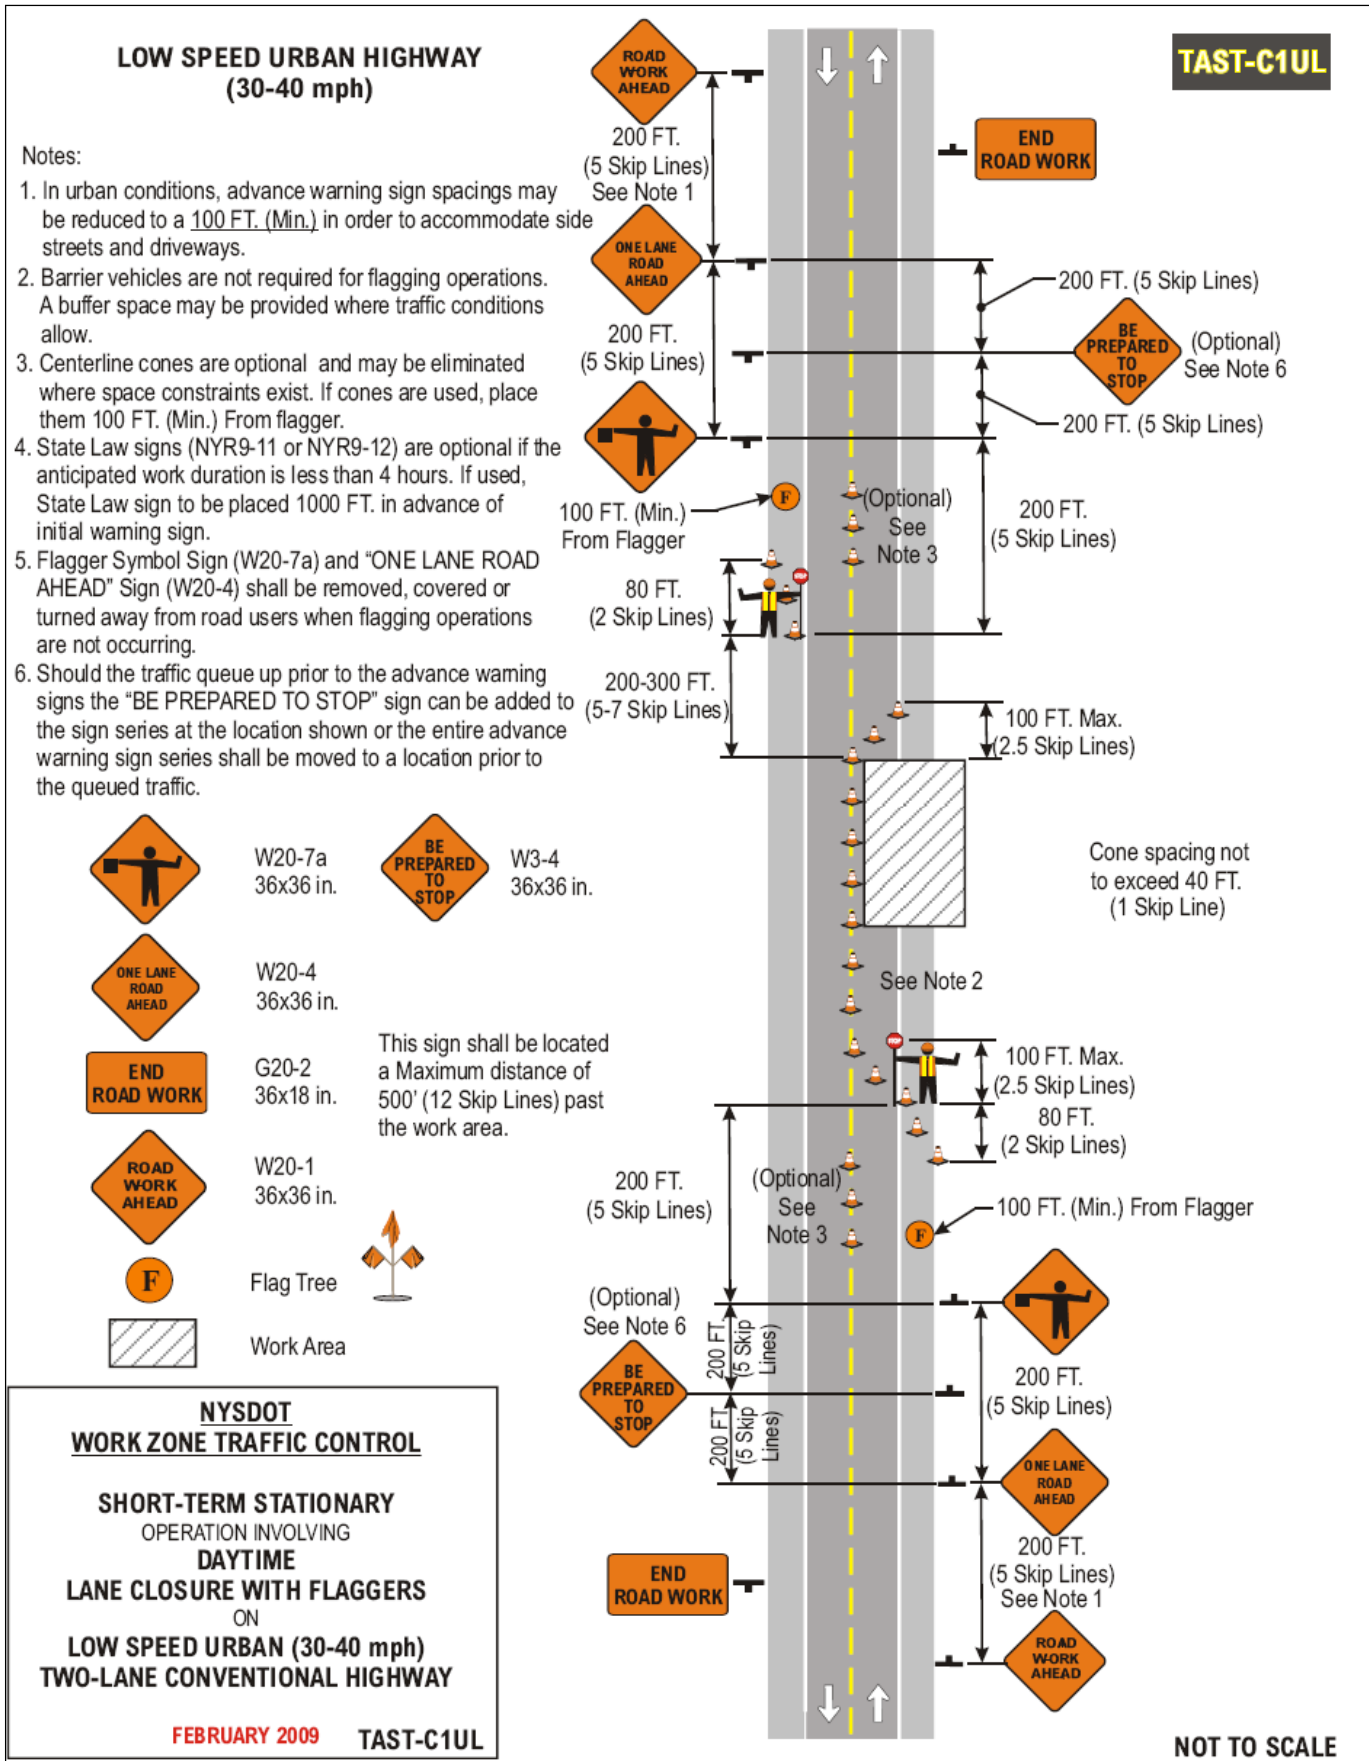 LOW SPEED URBAN HIGHWAY
(30-40 mph)
TAST-C1UL
Notes:
1. In urban conditions, advance warning sign spacings may
be reduced to a 100 FT. (Min.) in order to accommodate side
streets and driveways.
2. Barrier vehicles are not required for flagging operations.
A buffer space may be provided where traffic conditions
allow.
3. Centerline cones are optional and may be eliminated
where space constraints exist. If cones are used, place
them 100 FT. (Min.) From flagger.
4. State Law signs (NYR9-11 or NYR9-12) are optional if the
anticipated work duration is less than 4 hours. If used,
State Law sign to be placed 1000 FT. in advance of
initial warning sign.
5. Flagger Symbol Sign (W20-7a) and “ONE LANE ROAD
AHEAD” Sign (W20-4) shall be removed, covered or
turned away from road users when flagging operations
are not occurring.
6. Should the traffic queue up prior to the advance warning
signs the “BE PREPARED TO STOP” sign can be added to
the sign series at the location shown or the entire advance
warning sign series shall be moved to a location prior to
the queued traffic.
W20-7a
36x36 in.
BE
PREPARED
TO
STOP
W3-4
36x36 in.
ONE LANE
ROAD
AHEAD
W20-4
36x36 in.
END
ROAD WORK
G20-2
36x18 in.
This sign shall be located
a Maximum distance of
500' (12 Skip Lines) past
the work area.
ROAD
WORK
AHEAD
W20-1
36x36 in.
F
Flag Tree
Work Area
NYSDOT
WORK ZONE TRAFFIC CONTROL
SHORT-TERM STATIONARY
OPERATION INVOLVING
DAYTIME
LANE CLOSURE WITH FLAGGERS
ON
LOW SPEED URBAN (30-40 mph)
TWO-LANE CONVENTIONAL HIGHWAY
FEBRUARY 2009
TAST-C1UL
ROAD
WORK
AHEAD
200 FT.
(5 Skip Lines)
See Note 1
END
ROAD WORK
ONE LANE
ROAD
AHEAD
200 FT.
(5 Skip Lines)
200 FT. (5 Skip Lines)
BE
PREPARED
TO
STOP
(Optional)
See Note 6
200 FT. (5 Skip Lines)
F
100 FT. (Min.)
From Flagger
(Optional)
See
Note 3
200 FT.
(5 Skip Lines)
80 FT.
(2 Skip Lines)
STOP
200-300 FT.
(5-7 Skip Lines)
100 FT. Max.
(2.5 Skip Lines)
Cone spacing not
to exceed 40 FT.
(1 Skip Line)
See Note 2
STOP
100 FT. Max.
(2.5 Skip Lines)
80 FT.
(2 Skip Lines)
200 FT.
(5 Skip Lines)
(Optional)
See
Note 3
F
100 FT. (Min.) From Flagger
(Optional)
See Note 6
BE
PREPARED
TO
STOP
200 FT.
(5 Skip
Lines)
200 FT.
(5 Skip
Lines)
200 FT.
(5 Skip Lines)
ONE LANE
ROAD
AHEAD
200 FT.
(5 Skip Lines)
See Note 1
END
ROAD WORK
ROAD
WORK
AHEAD
NOT TO SCALE